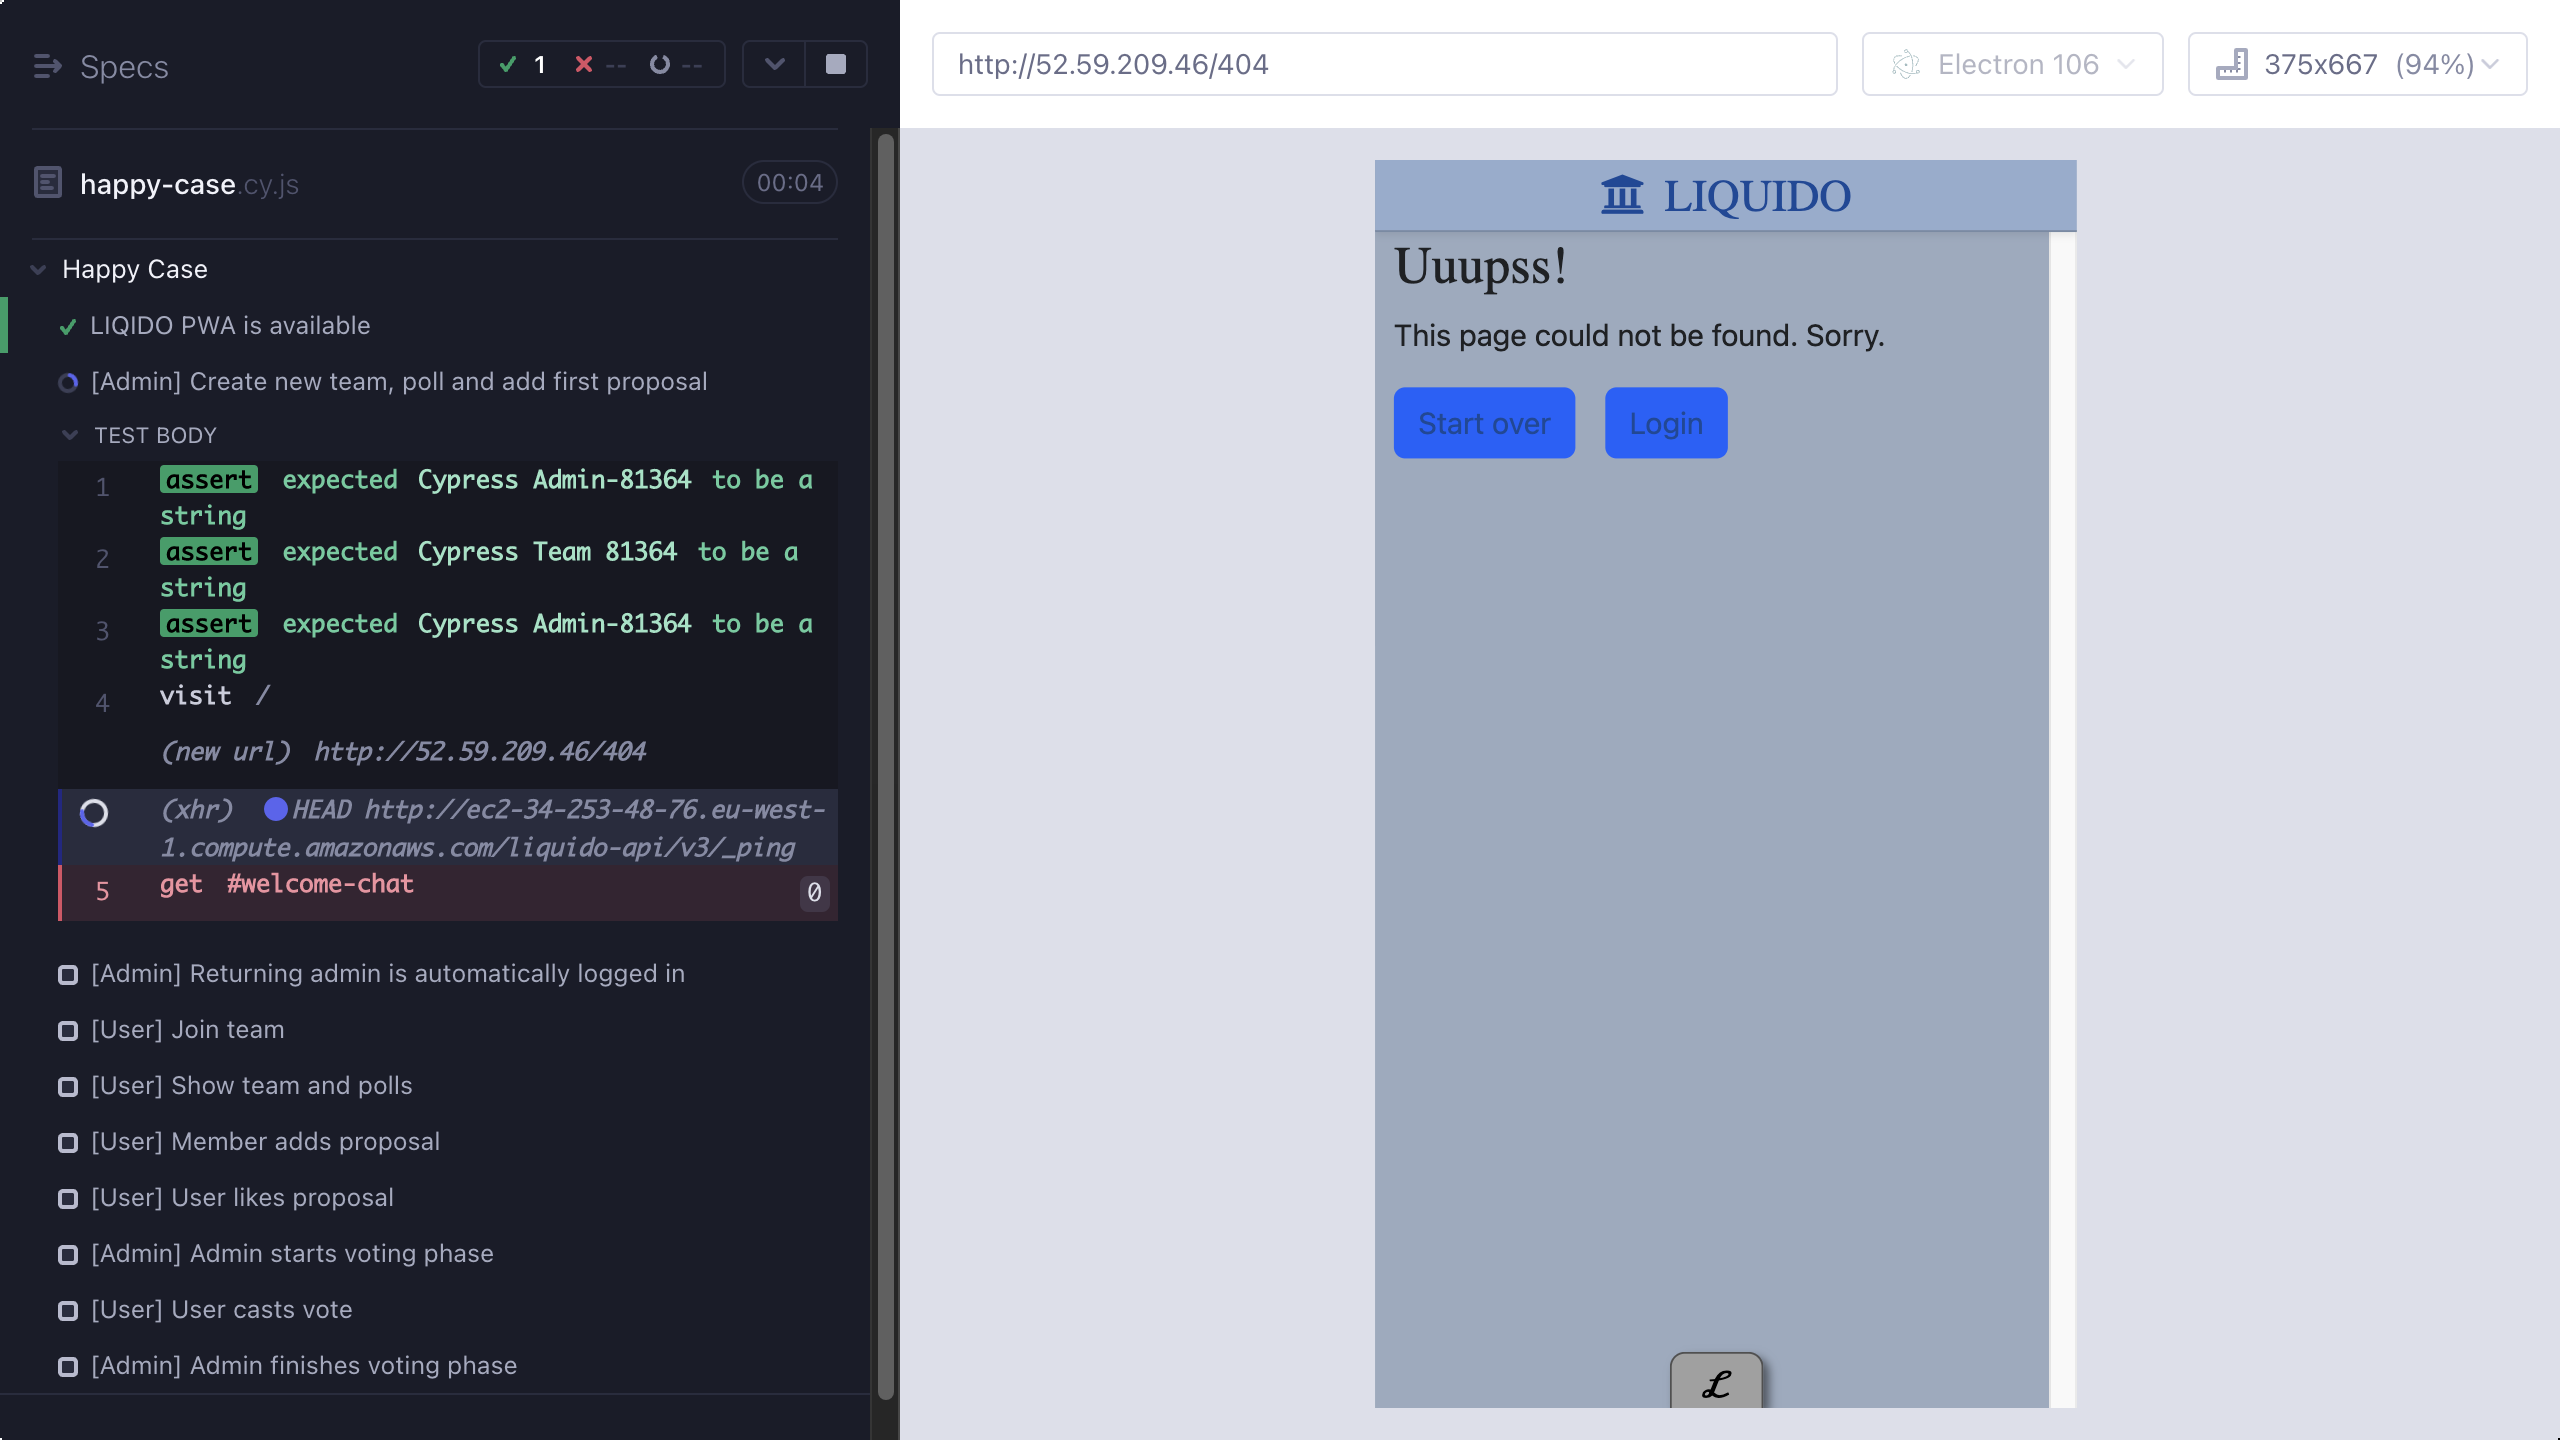 Specs
1 -- --
happy-case.cy.js 00:04
Happy Case
LIQIDO PWA is available
[Admin] Create new team, poll and add first proposal
TEST BODY
1 assert expected Cypress Admin-81364 to be a
string
2 assert expected Cypress Team 81364 to be a
string
3 assert expected Cypress Admin-81364 to be a
string
4 visit /
(new url) http://52.59.209.46/404
(xhr) HEAD http://ec2-34-253-48-76.eu-west-
1.compute.amazonaws.com/liquido-api/v3/_ping
5 get #welcome-chat 0
[Admin] Returning admin is automatically logged in
[User] Join team
[User] Show team and polls
[User] Member adds proposal
[User] User likes proposal
[Admin] Admin starts voting phase
[User] User casts vote
[Admin] Admin finishes voting phase
http://52.59.209.46/404
Electron 106
375x667 (94%)
LIQUIDO
Uuupss!
This page could not be found. Sorry.
Start over Login
ℒ